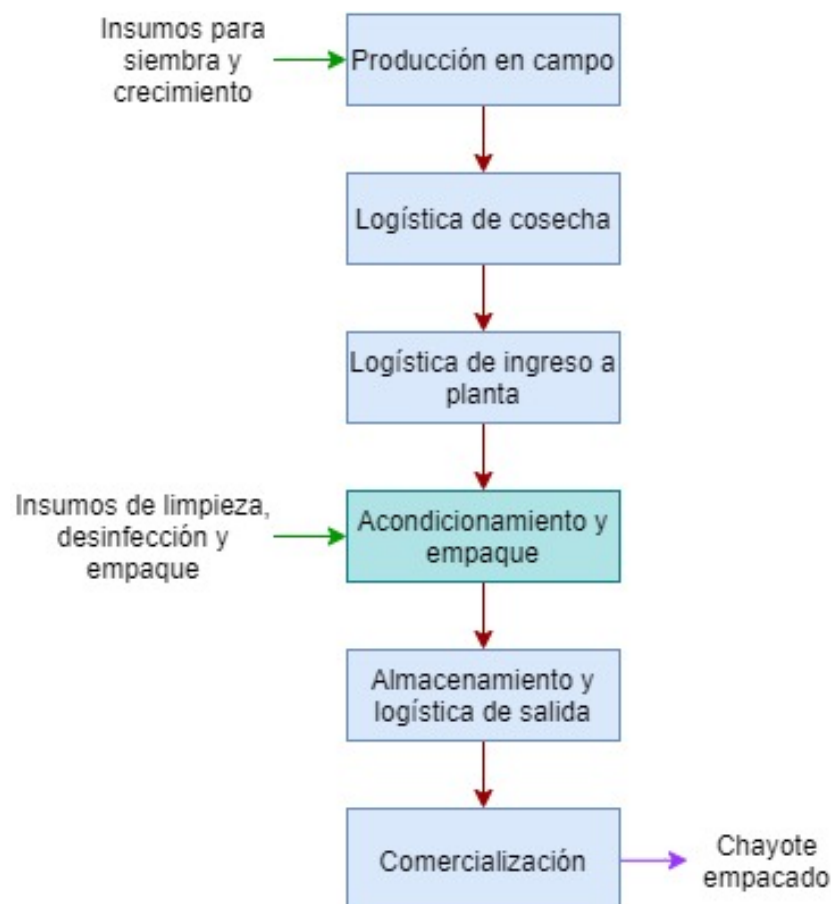 Insumos para
siembra y
crecimiento
Producción en campo
Logística de cosecha
Logística de ingreso a
planta
Insumos de limpieza,
desinfección y
empaque
Acondicionamiento y
empaque
Almacenamiento y
logística de salida
Comercialización
Chayote
empacado